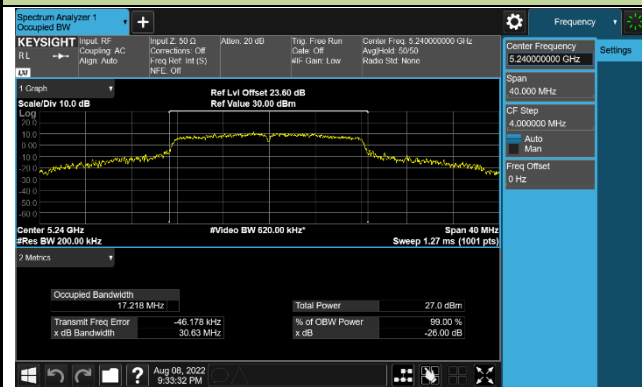 Spectrum Analyzer 1
Occupied BW
+
Frequency
KEYSIGHT
RL
LXI
Input: RF
Coupling: AC
Align: Auto
Input Z: 50 Ω
Corrections: Off
Freq Ref: Int (S)
NFE: Off
Atten: 20 dB
Trig: Free Run
Gate: Off
#IF Gain: Low
Center Freq: 5.240000000 GHz
Avg|Hold: 50/50
Radio Std: None
Center Frequency
5.240000000 GHz
Settings
Span
40.000 MHz
CF Step
4.000000 MHz
Auto
Man
Freq Offset
0 Hz
1 Graph
Scale/Div 10.0 dB
Ref Lvl Offset 23.60 dB
Ref Value 30.00 dBm
Log
20.0
10.0
0.00
-10.0
-20.0
-30.0
-40.0
-50.0
-60.0
Center 5.24 GHz
#Video BW 620.00 kHz*
Span 40 MHz
#Res BW 200.00 kHz
Sweep 1.27 ms (1001 pts)
2 Metrics
Occupied Bandwidth
17.218 MHz
Total Power
27.0 dBm
Transmit Freq Error
-46.178 kHz
% of OBW Power
99.00 %
x dB Bandwidth
30.63 MHz
x dB
-26.00 dB
?
Aug 08, 2022
9:33:32 PM